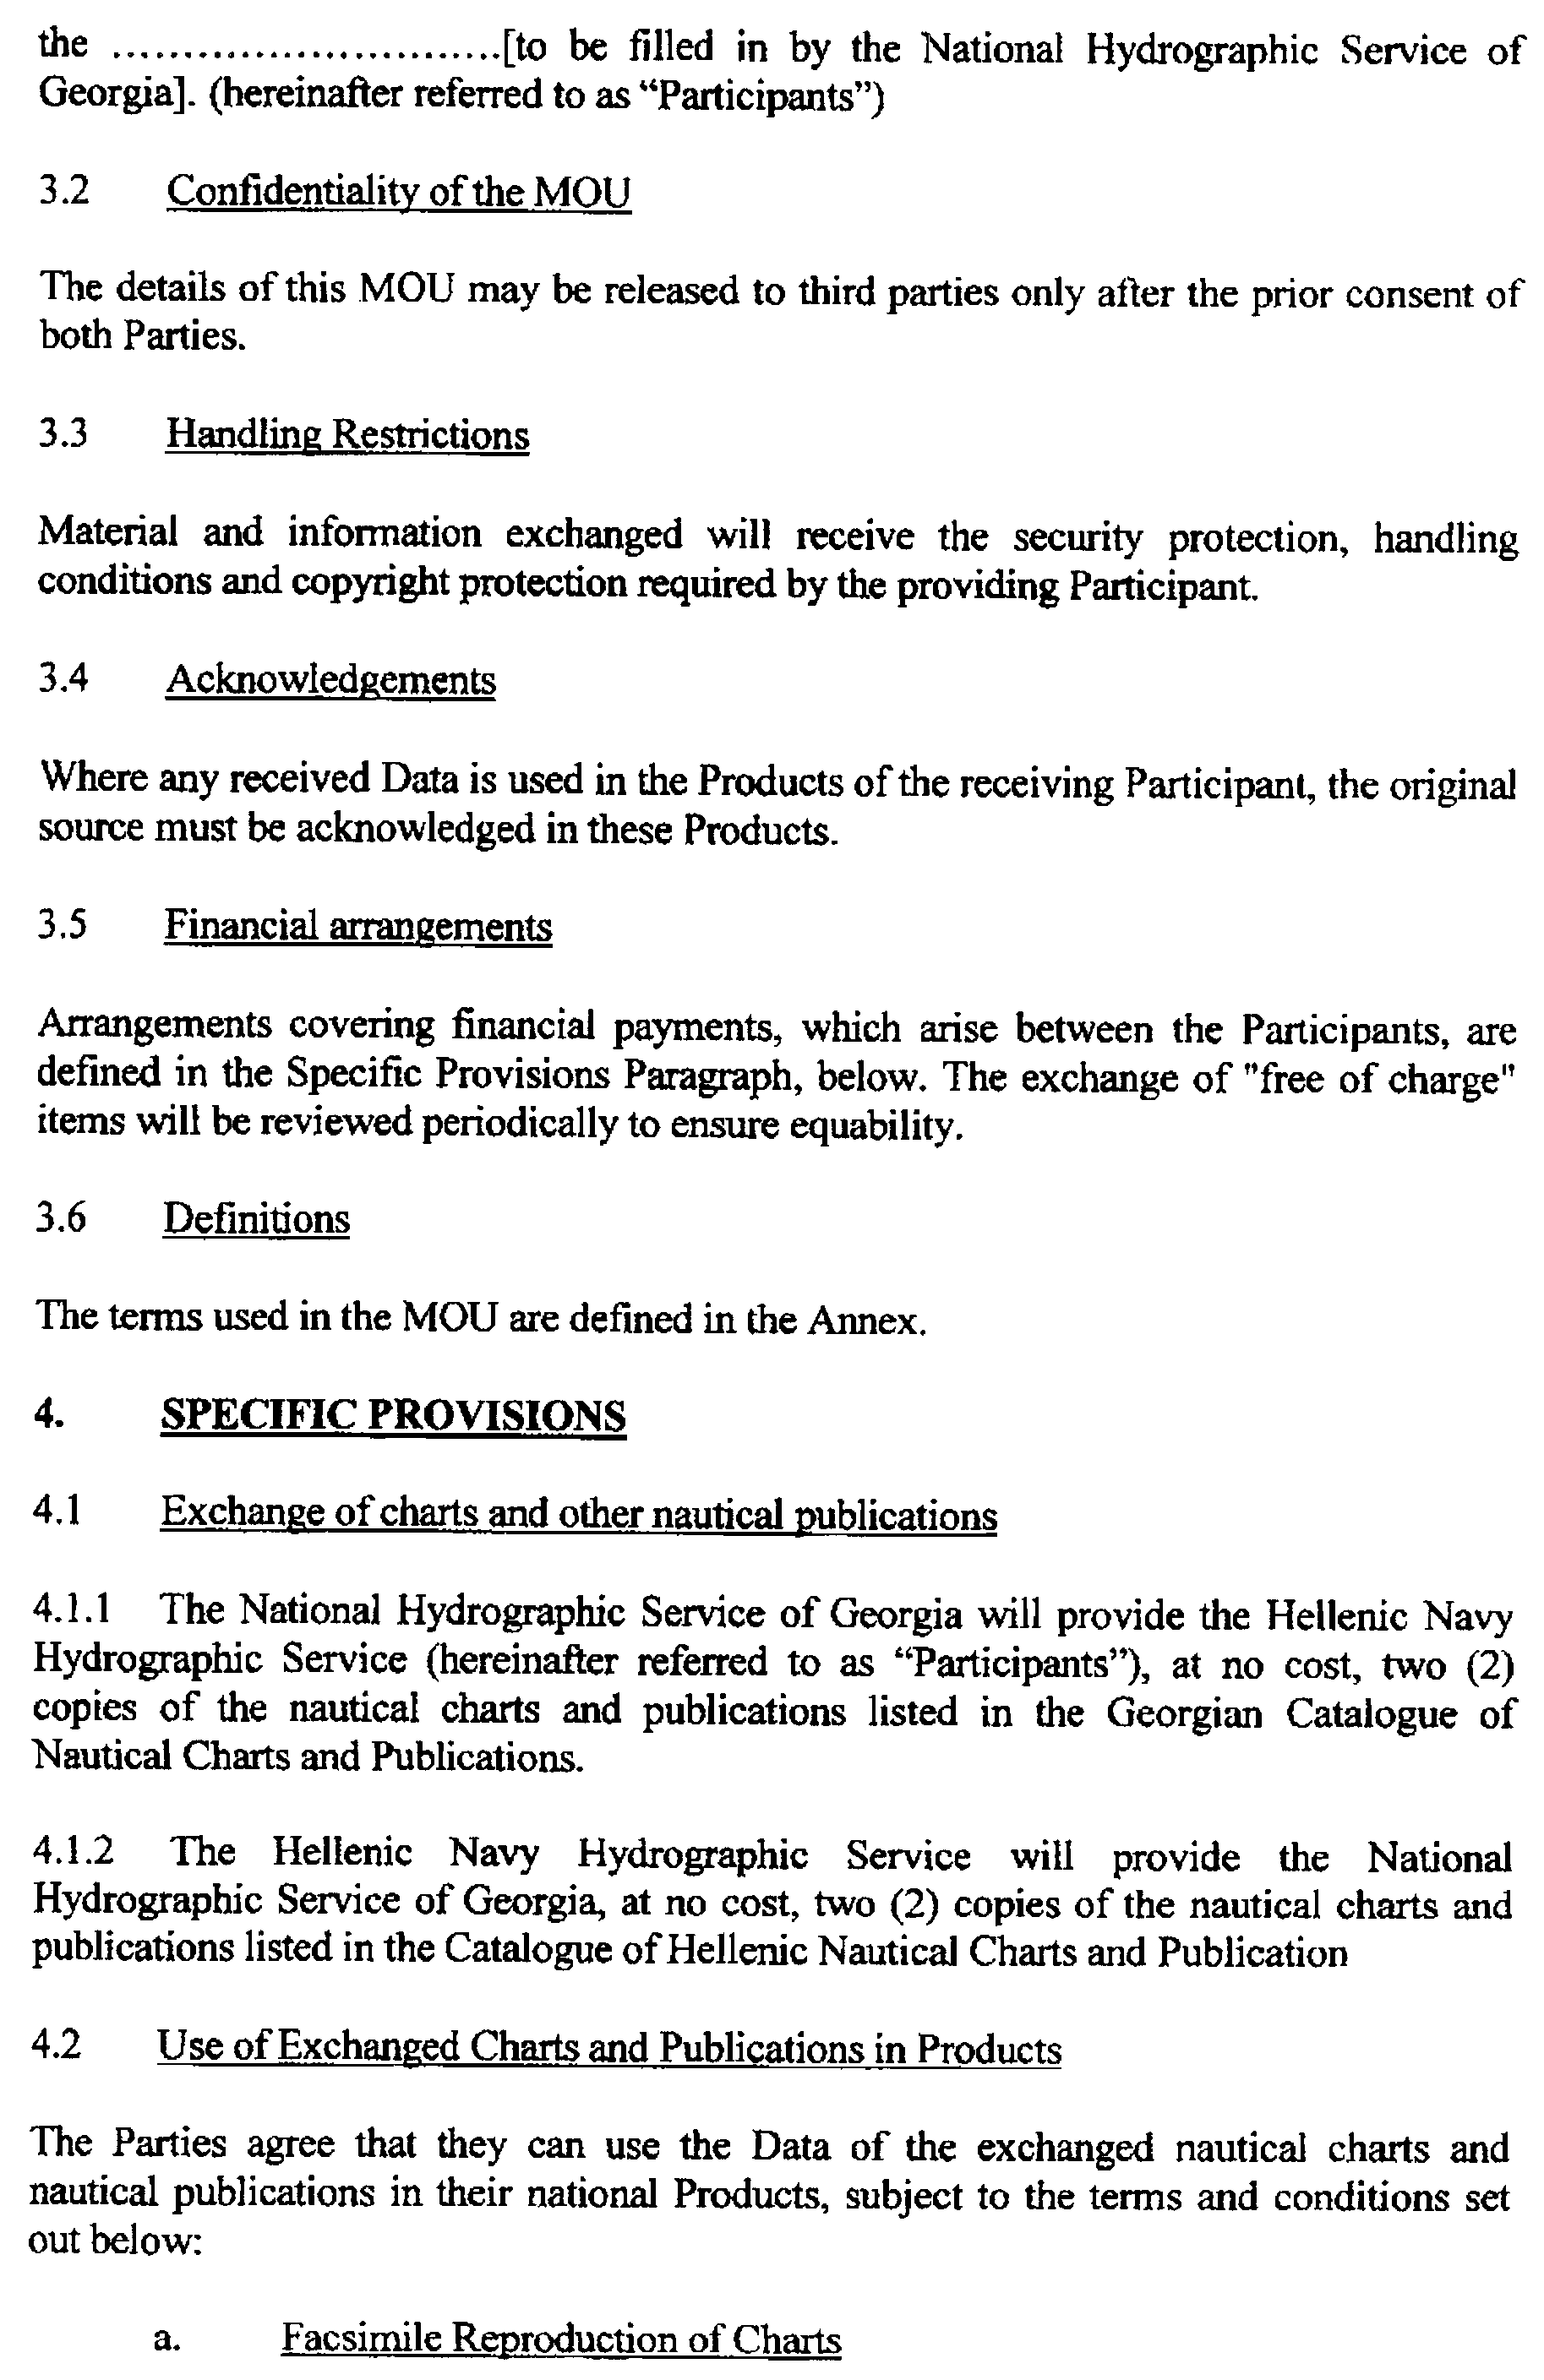 the ............................[to be filled in by the National Hydrographic Service of
Georgia]. (hereinafter referred to as “Participants”)
3.2 Confidentiality of the MOU
The details of this MOU may be released to third parties only after the prior consent of
both Parties.
3.3 Handling Restrictions
Material and information exchanged will receive the security protection, handling
conditions and copyright protection required by the providing Participant.
3.4 Acknowledgements
Where any received Data is used in the Products of the receiving Participant, the original
source must be acknowledged in these Products.
3.5 Financial arrangements
Arrangements covering financial payments, which arise between the Participants, are
defined in the Specific Provisions Paragraph, below. The exchange of "free of charge"
items will be reviewed periodically to ensure equability.
3.6 Definitions
The terms used in the MOU are defined in the Annex.
4. SPECIFIC PROVISIONS
4.1 Exchange of charts and other nautical publications
4.1.1 The National Hydrographic Service of Georgia will provide the Hellenic Navy
Hydrographic Service (hereinafter referred to as “Participants”), at no cost, two (2)
copies of the nautical charts and publications listed in the Georgian Catalogue of
Nautical Charts and Publications.
4.1.2 The Hellenic Navy Hydrographic Service will provide the National
Hydrographic Service of Georgia, at no cost, two (2) copies of the nautical charts and
publications listed in the Catalogue of Hellenic Nautical Charts and Publication
4.2 Use of Exchanged Charts and Publications in Products
The Parties agree that they can use the Data of the exchanged nautical charts and
nautical publications in their national Products, subject to the terms and conditions set
out below:
a. Facsimile Reproduction of Charts